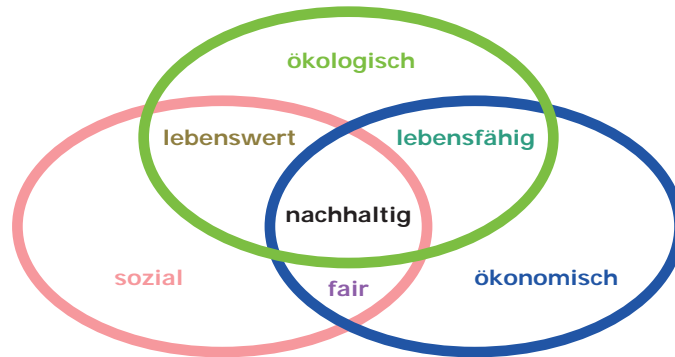 ökologisch
lebenswert
lebensfähig
nachhaltig
sozial
fair
ökonomisch